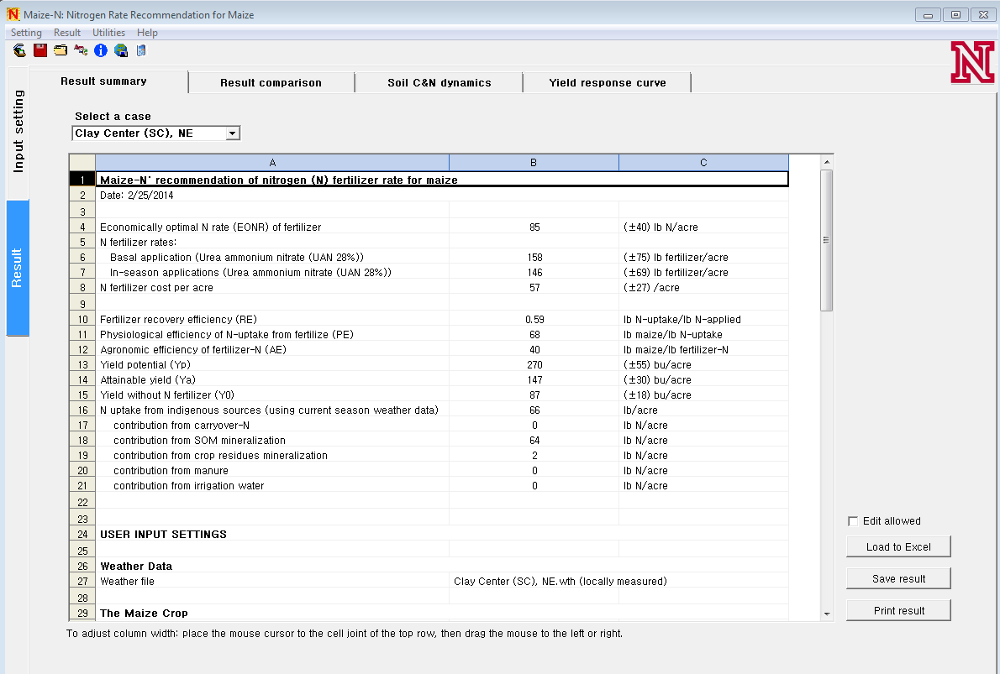 Maize-N: Nitrogen Rate Recommendation for Maize
Setting Result Utilities Help
N
Input setting
Result
Result summary Result comparison Soil C&N dynamics Yield response curve
Select a case
Clay Center (SC), NE
A B C
1 Maize-N' recommendation of nitrogen (N) fertilizer rate for maize
2 Date: 2/25/2014
3
4 Economically optimal N rate (EONR) of fertilizer 85 (±40) lb N/acre
5 N fertilizer rates:
6 Basal application (Urea ammonium nitrate (UAN 28%)) 158 (±75) lb fertilizer/acre
7 In-season applications (Urea ammonium nitrate (UAN 28%)) 146 (±69) lb fertilizer/acre
8 N fertilizer cost per acre 57 (±27) /acre
9
10 Fertilizer recovery efficiency (RE) 0.59 lb N-uptake/lb N-applied
11 Physiological efficiency of N-uptake from fertilize (PE) 68 lb maize/lb N-uptake
12 Agronomic efficiency of fertilizer-N (AE) 40 lb maize/lb fertilizer-N
13 Yield potential (Yp) 270 (±55) bu/acre
14 Attainable yield (Ya) 147 (±30) bu/acre
15 Yield without N fertilizer (Y0) 87 (±18) bu/acre
16 N uptake from indigenous sources (using current season weather data) 66 lb/acre
17 contribution from carryover-N 0 lb N/acre
18 contribution from SOM mineralization 64 lb N/acre
19 contribution from crop residues mineralization 2 lb N/acre
20 contribution from manure 0 lb N/acre
21 contribution from irrigation water 0 lb N/acre
22
23
24 USER INPUT SETTINGS
25
26 Weather Data
27 Weather file Clay Center (SC), NE.wth (locally measured)
28
29 The Maize Crop
Edit allowed
Load to Excel
Save result
Print result
To adjust column width: place the mouse cursor to the cell joint of the top row, then drag the mouse to the left or right.